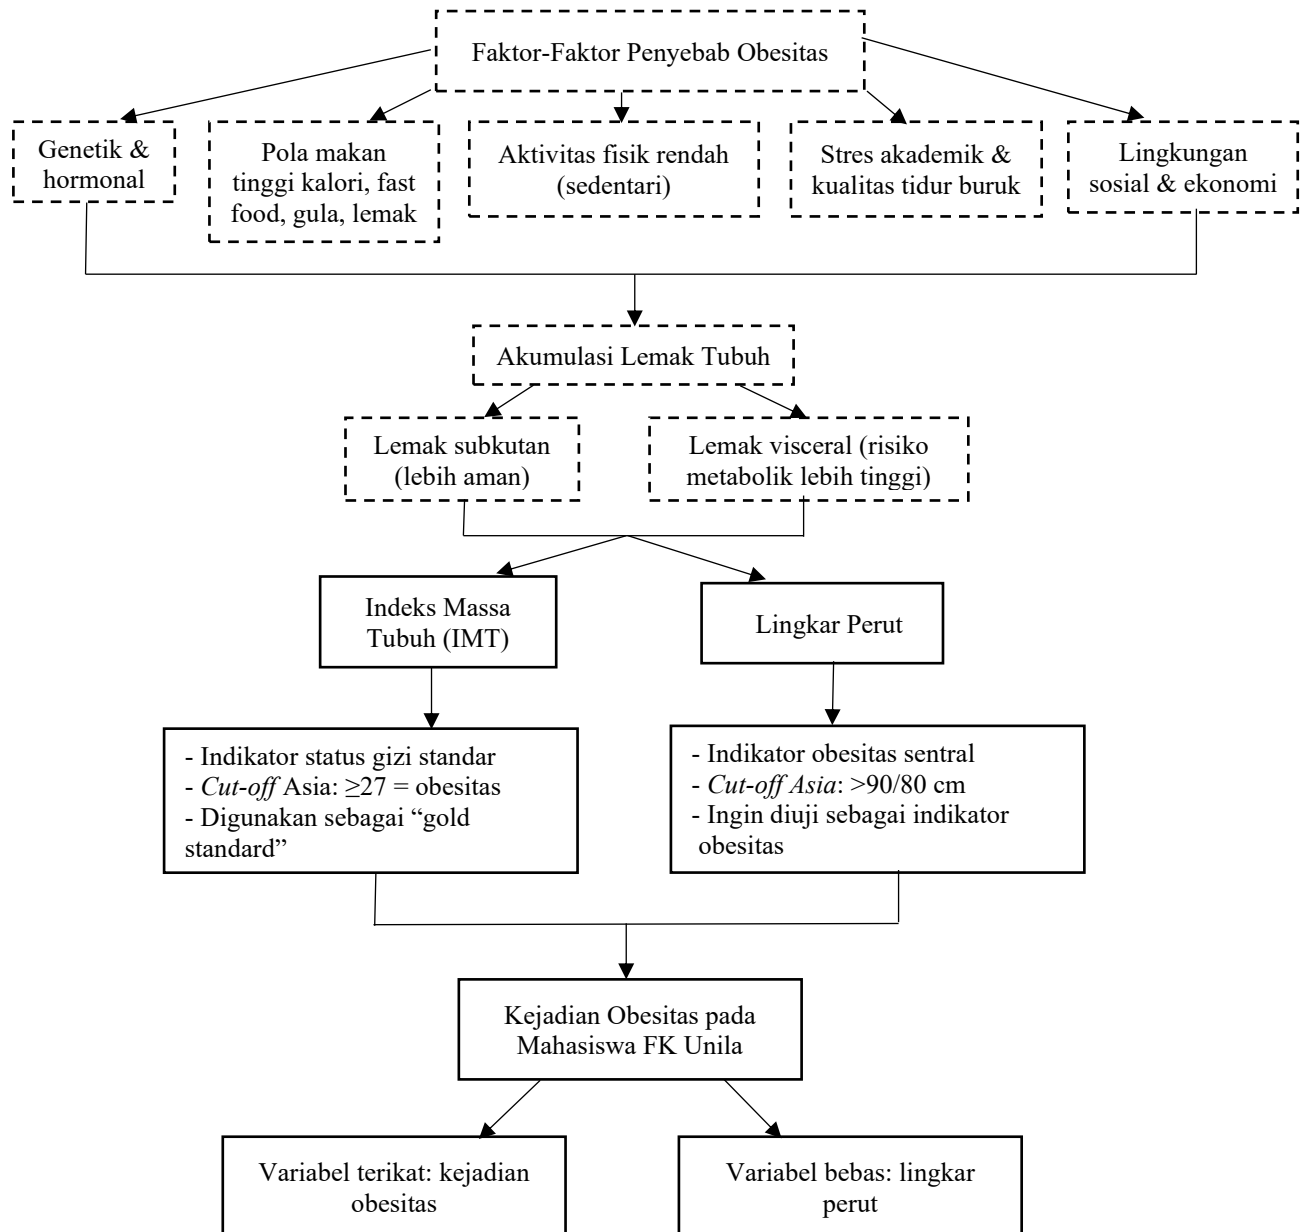 Faktor-Faktor Penyebab Obesitas
Genetik &
hormonal
Pola makan
tinggi kalori, fast
food, gula, lemak
Aktivitas fisik rendah
(sedentari)
Stres akademik &
kualitas tidur buruk
Lingkungan
sosial & ekonomi
Akumulasi Lemak Tubuh
Lemak subkutan
(lebih aman)
Lemak visceral (risiko
metabolik lebih tinggi)
Indeks Massa
Tubuh (IMT)
Lingkar Perut
- Indikator status gizi standar
- Cut-off Asia: ≥27 = obesitas
- Digunakan sebagai “gold
standard”
- Indikator obesitas sentral
- Cut-off Asia: >90/80 cm
- Ingin diuji sebagai indikator
obesitas
Kejadian Obesitas pada
Mahasiswa FK Unila
Variabel terikat: kejadian
obesitas
Variabel bebas: lingkar
perut